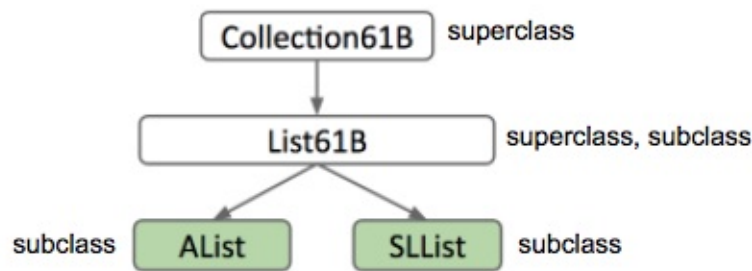 Collection61B superclass
List61B superclass, subclass
subclass AList SLList subclass